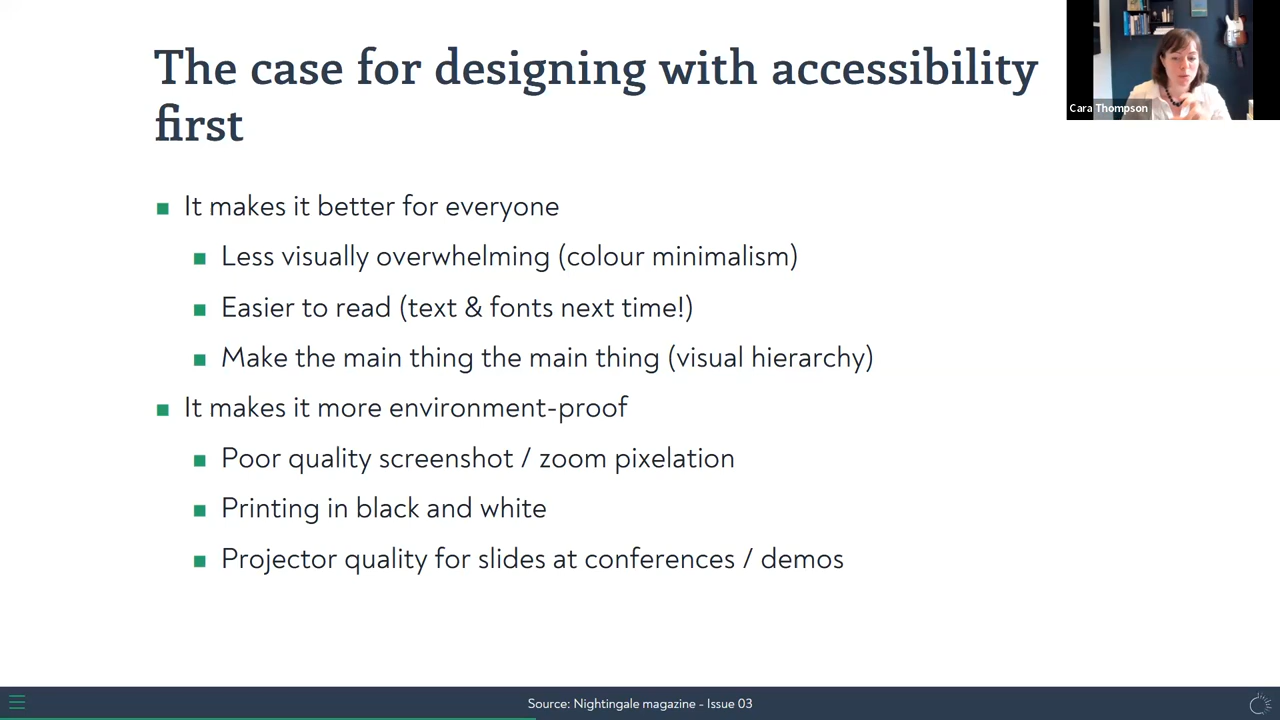 The case for designing with accessibility
first
It makes it better for everyone
Less visually overwhelming (colour minimalism)
Easier to read (text & fonts next time!)
Make the main thing the main thing (visual hierarchy)
It makes it more environment-proof
Poor quality screenshot / zoom pixelation
Printing in black and white
Projector quality for slides at conferences / demos
Cara Thompson
Source: Nightingale magazine - Issue 03